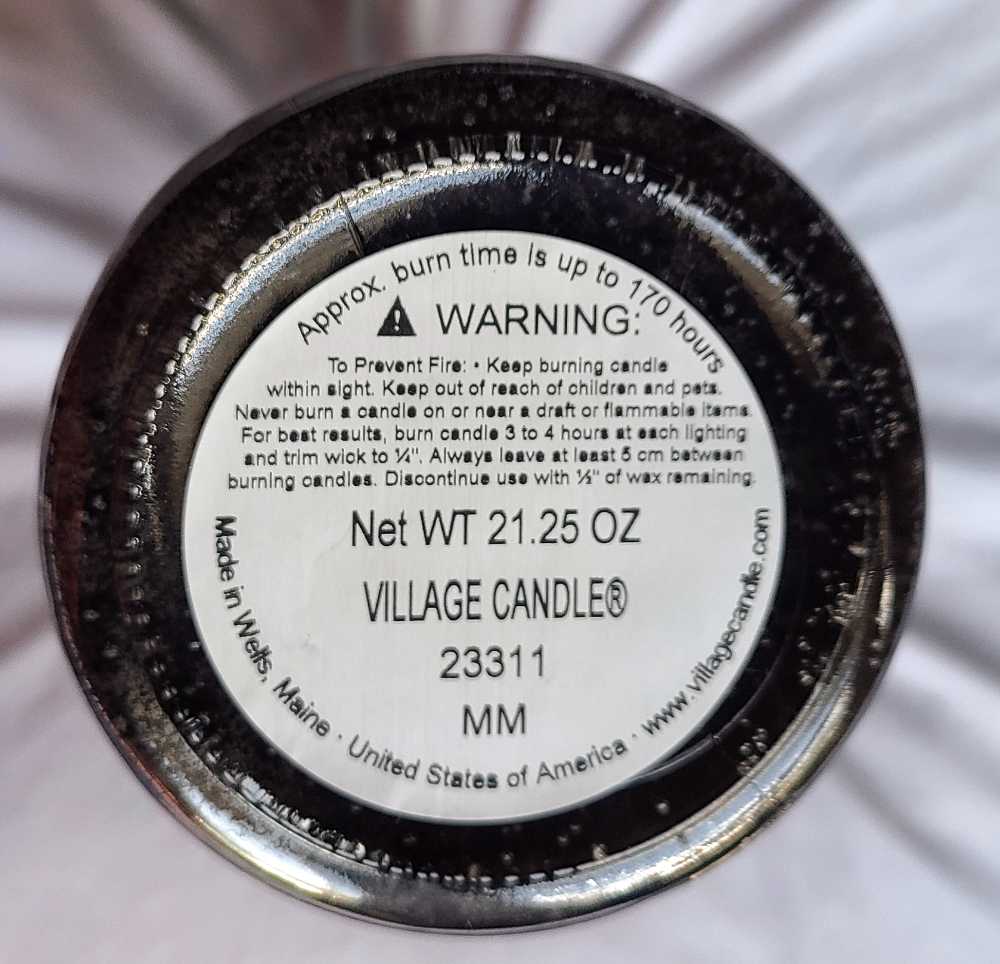 Approx. burn time is up to 170 hours
WARNING:
To Prevent Fire: • Keep burning candle
within sight. Keep out of reach of children and pets.
Never burn a candle on or near a draft or flammable items.
For best results, burn candle 3 to 4 hours at each lighting
and trim wick to ¼". Always leave at least 5 cm between
burning candles. Discontinue use with ½" of wax remaining.
Net WT 21.25 OZ
VILLAGE CANDLE®
23311
MM
Made in Wells, Maine · United States of America · www.villagecandle.com